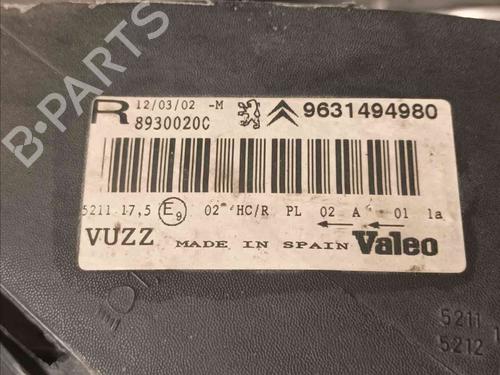 R 12/03/02 -M 9631494980
8930020C
5211 17,5 E9 02 HC/R PL 02 A 01 1a
VUZZ MADE IN SPAIN Valeo
5211
5212
B-PARTS